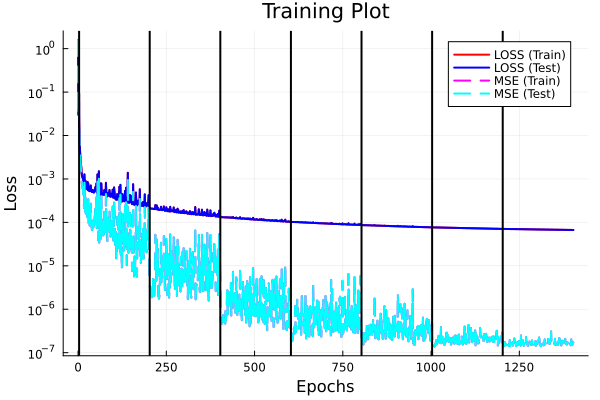 Training Plot
LOSS (Train)
LOSS (Test)
MSE (Train)
MSE (Test)
10⁰
10⁻¹
10⁻²
10⁻³
10⁻⁴
10⁻⁵
10⁻⁶
10⁻⁷
Loss
0 250 500 750 1000 1250
Epochs